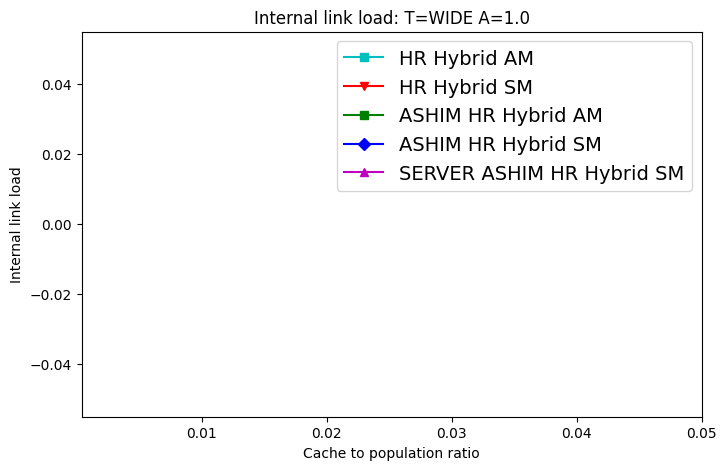 Internal link load: T=WIDE A=1.0
HR Hybrid AM
HR Hybrid SM
ASHIM HR Hybrid AM
ASHIM HR Hybrid SM
SERVER ASHIM HR Hybrid SM
Internal link load
0.04
0.02
0.00
−0.02
−0.04
0.01
0.02
0.03
0.04
0.05
Cache to population ratio